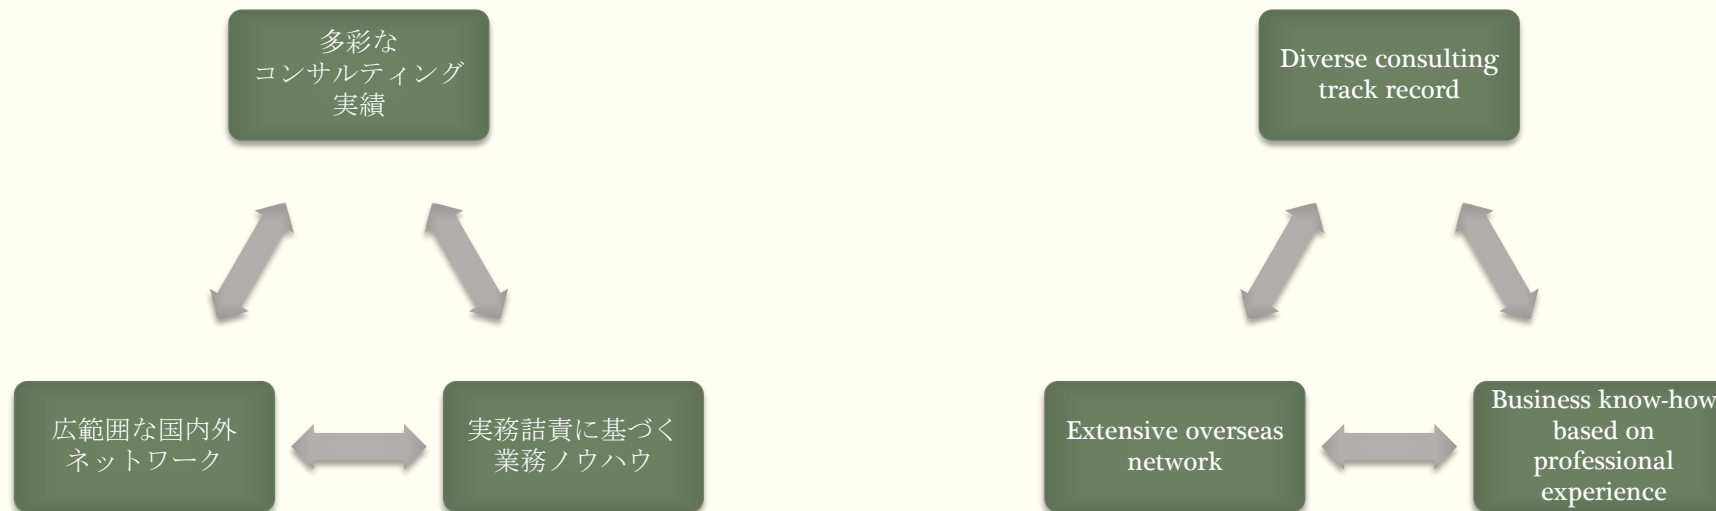 多彩な
コンサルティング
実績
広範囲な国内外
ネットワーク
実務詰責に基づく
業務ノウハウ
Diverse consulting
track record
Extensive overseas
network
Business know-how
based on
professional
experience